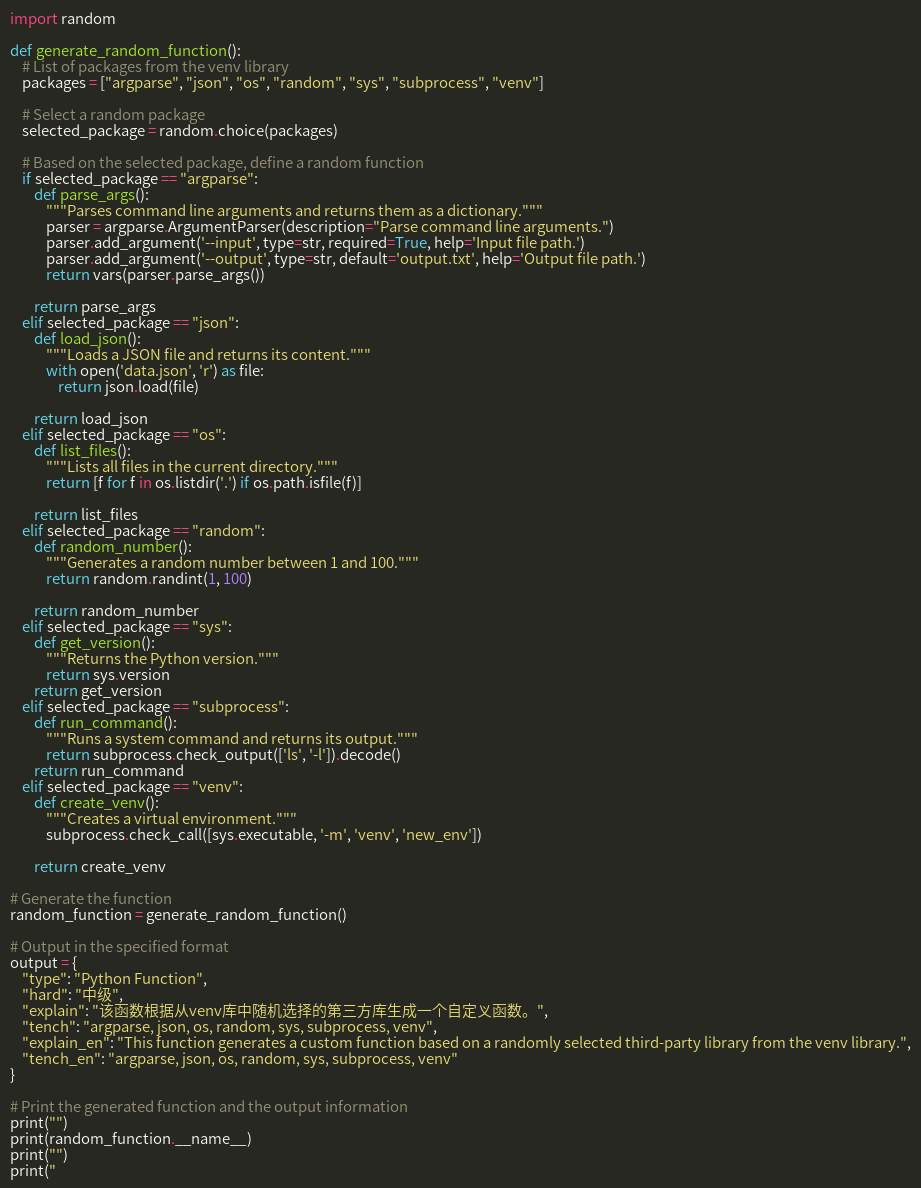 import random

def generate_random_function():
    # List of packages from the venv library
    packages = ["argparse", "json", "os", "random", "sys", "subprocess", "venv"]

    # Select a random package
    selected_package = random.choice(packages)

    # Based on the selected package, define a random function
    if selected_package == "argparse":
        def parse_args():
            """Parses command line arguments and returns them as a dictionary."""
            parser = argparse.ArgumentParser(description="Parse command line arguments.")
            parser.add_argument('--input', type=str, required=True, help='Input file path.')
            parser.add_argument('--output', type=str, default='output.txt', help='Output file path.')
            return vars(parser.parse_args())

        return parse_args
    elif selected_package == "json":
        def load_json():
            """Loads a JSON file and returns its content."""
            with open('data.json', 'r') as file:
                return json.load(file)

        return load_json
    elif selected_package == "os":
        def list_files():
            """Lists all files in the current directory."""
            return [f for f in os.listdir('.') if os.path.isfile(f)]

        return list_files
    elif selected_package == "random":
        def random_number():
            """Generates a random number between 1 and 100."""
            return random.randint(1, 100)

        return random_number
    elif selected_package == "sys":
        def get_version():
            """Returns the Python version."""
            return sys.version
        return get_version
    elif selected_package == "subprocess":
        def run_command():
            """Runs a system command and returns its output."""
            return subprocess.check_output(['ls', '-l']).decode()
        return run_command
    elif selected_package == "venv":
        def create_venv():
            """Creates a virtual environment."""
            subprocess.check_call([sys.executable, '-m', 'venv', 'new_env'])

        return create_venv

# Generate the function
random_function = generate_random_function()

# Output in the specified format
output = {
    "type": "Python Function",
    "hard": "中级",
    "explain": "该函数根据从venv库中随机选择的第三方库生成一个自定义函数。",
    "tench": "argparse, json, os, random, sys, subprocess, venv",
    "explain_en": "This function generates a custom function based on a randomly selected third-party library from the venv library.",
    "tench_en": "argparse, json, os, random, sys, subprocess, venv"
}

# Print the generated function and the output information
print("")
print(random_function.__name__)
print("")
print("